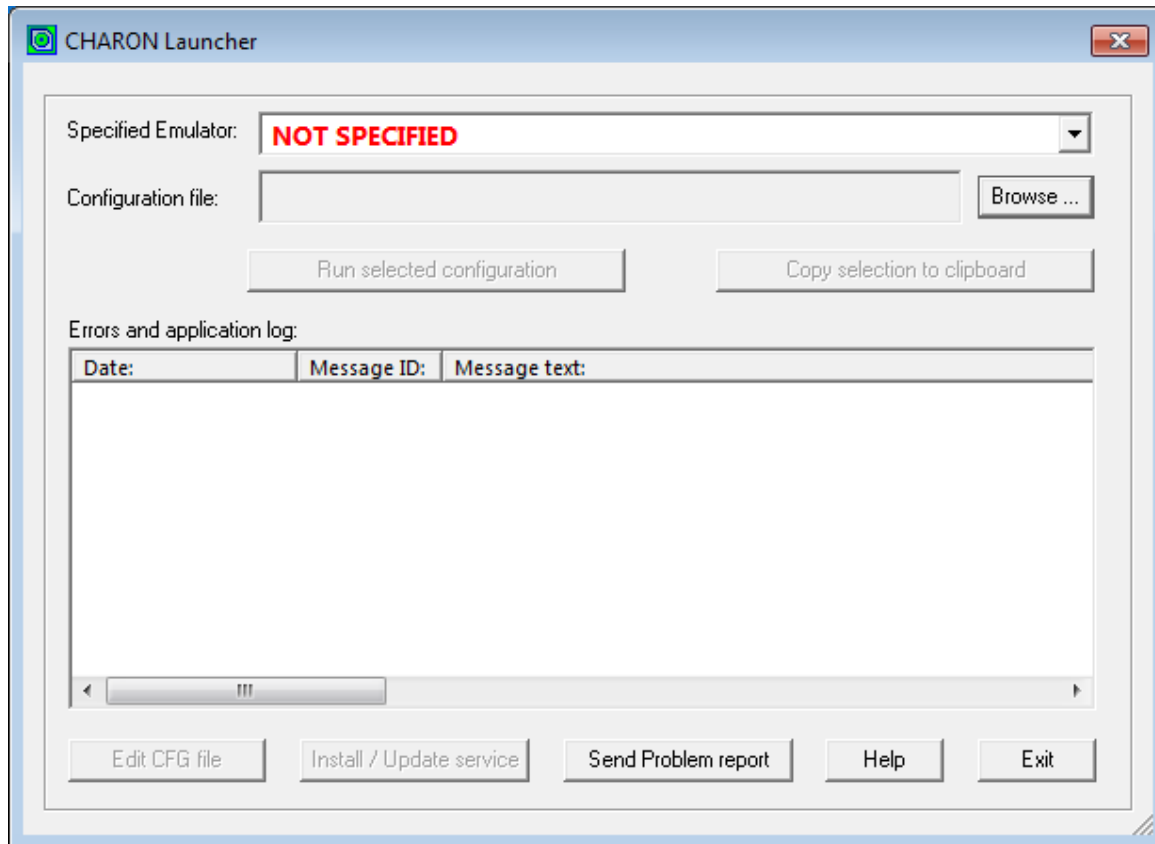 CHARON Launcher
Specified Emulator: NOT SPECIFIED
Configuration file: Browse ...
Run selected configuration Copy selection to clipboard
Errors and application log:
Date: Message ID: Message text:
Edit CFG file Install / Update service Send Problem report Help Exit